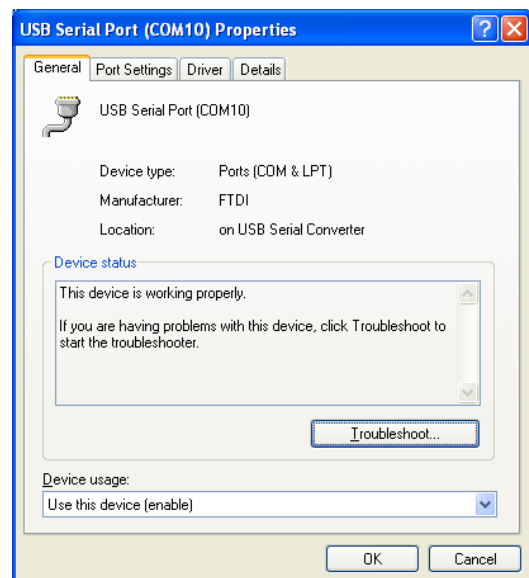 USB Serial Port (COM10) Properties
General Port Settings Driver Details
USB Serial Port (COM10)
Device type: Ports (COM & LPT)
Manufacturer: FTDI
Location: on USB Serial Converter
Device status
This device is working properly.
If you are having problems with this device, click Troubleshoot to
start the troubleshooter.
Troubleshoot...
Device usage:
Use this device (enable)
OK Cancel